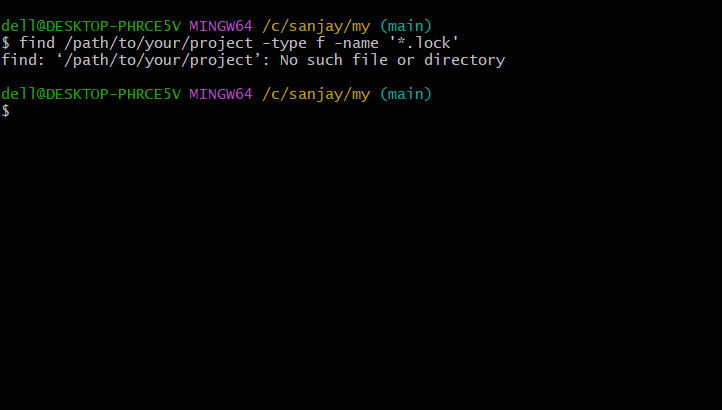 dell@DESKTOP-PHRCE5V MINGW64 /c/sanjay/my (main)
$ find /path/to/your/project -type f -name '*.lock'
find: ‘/path/to/your/project’: No such file or directory
dell@DESKTOP-PHRCE5V MINGW64 /c/sanjay/my (main)
$